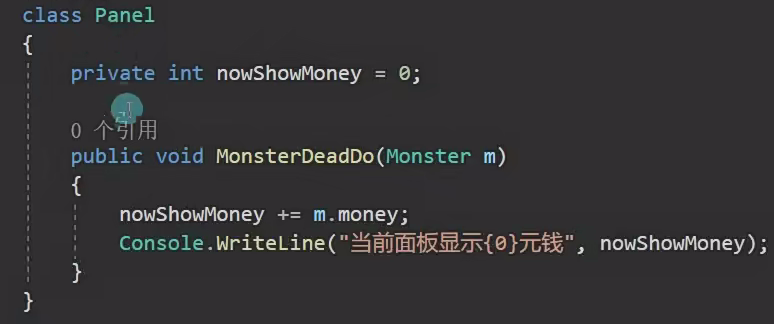 class Panel
{
private int nowShowMoney = 0;
0 个引用
public void MonsterDeadDo(Monster m)
{
nowShowMoney += m.money;
Console.WriteLine("当前面板显示{0}元钱", nowShowMoney);
}
}